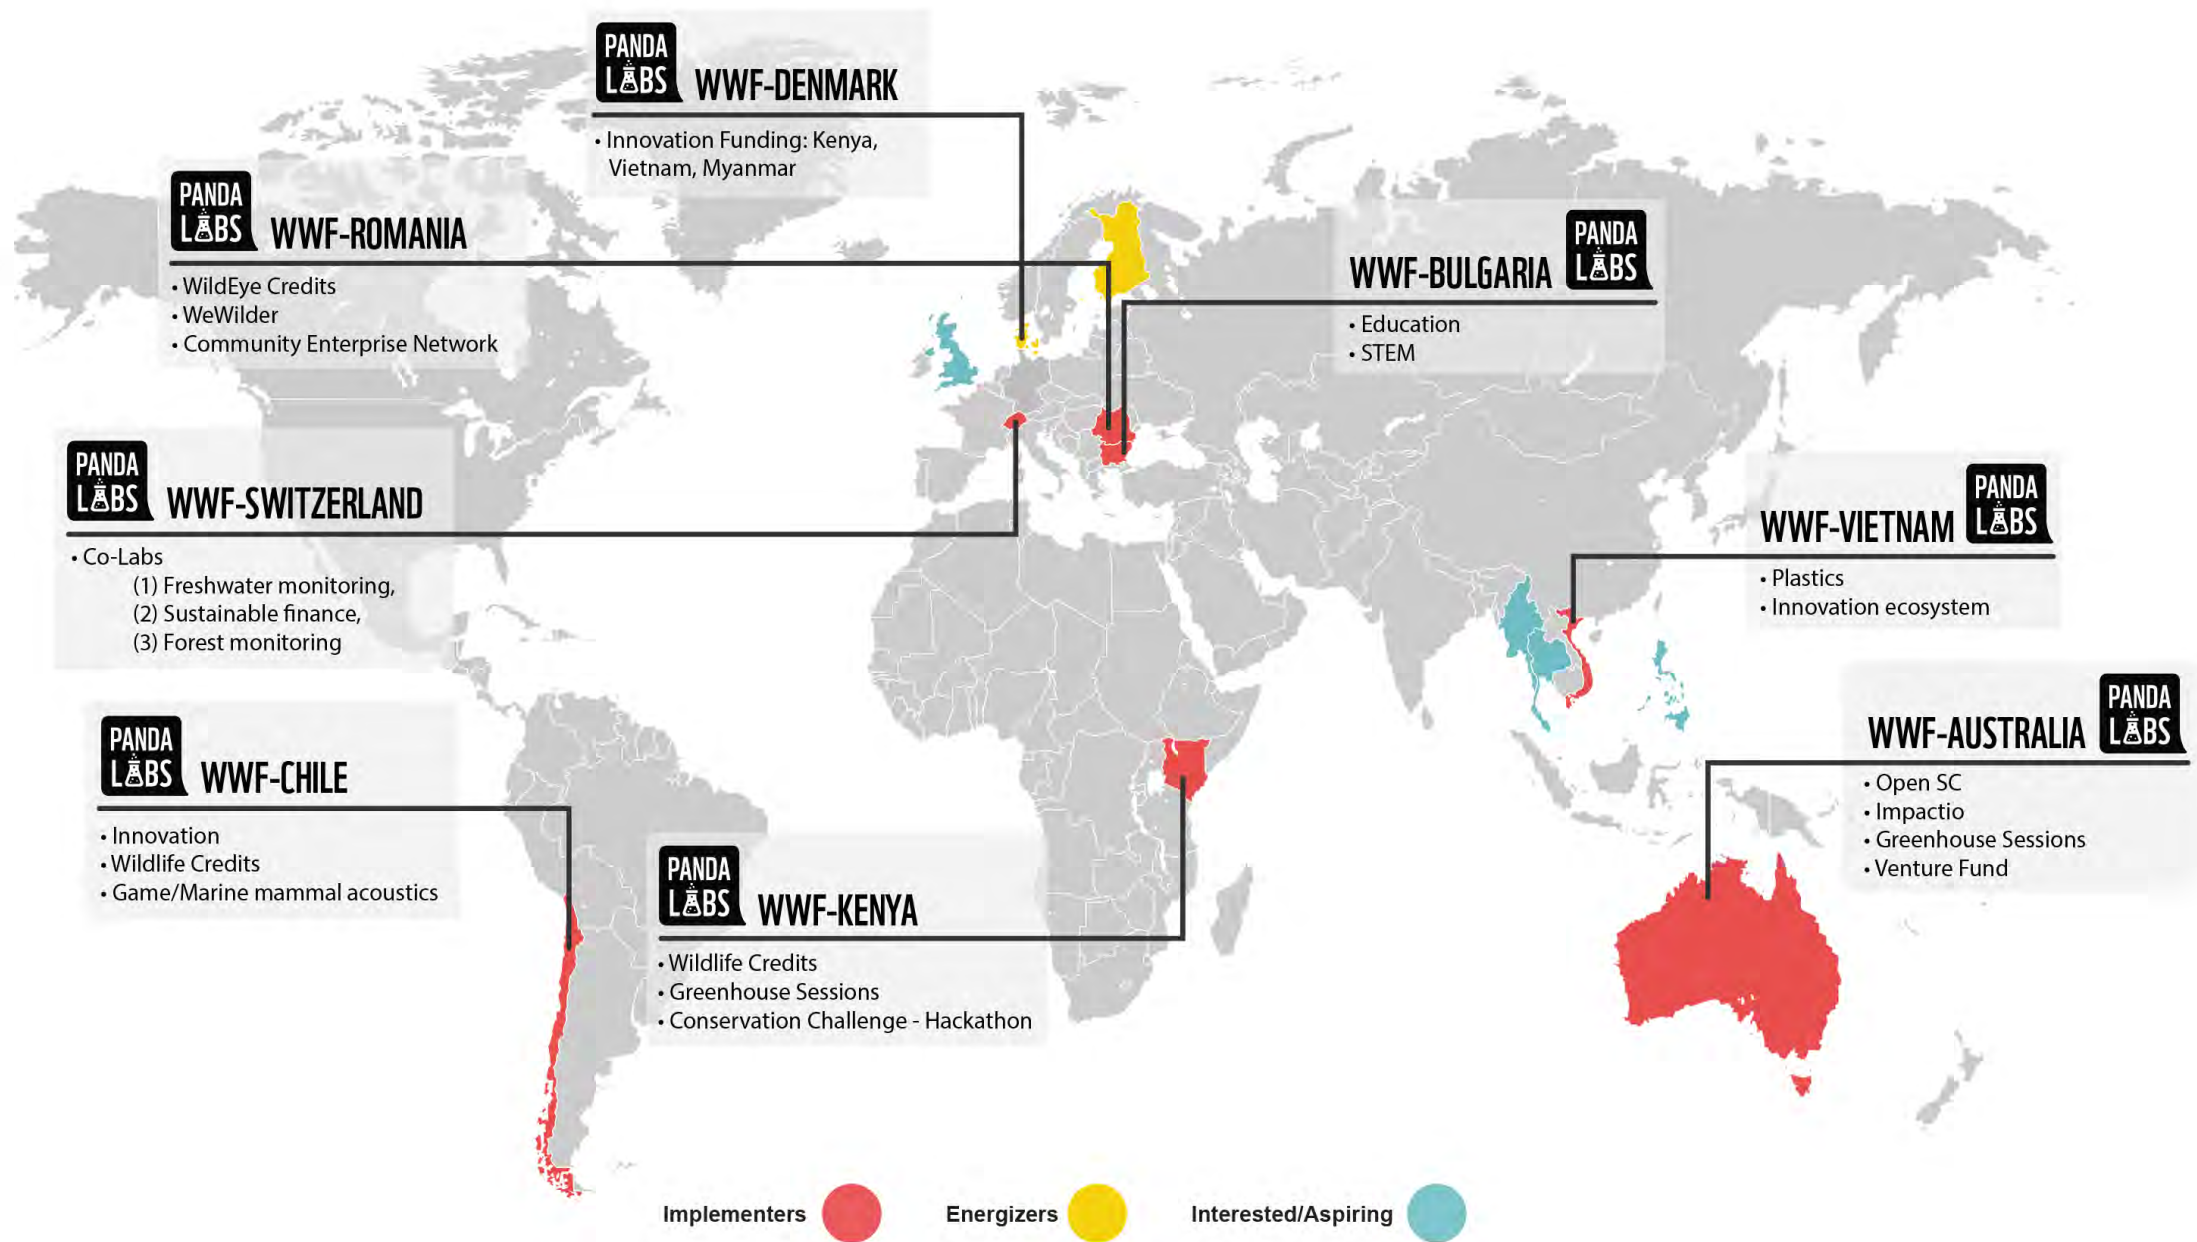 PANDA
LABS
WWF-DENMARK
• Innovation Funding: Kenya,
Vietnam, Myanmar
PANDA
LABS
WWF-ROMANIA
• WildEye Credits
• WeWilder
• Community Enterprise Network
WWF-BULGARIA
PANDA
LABS
• Education
• STEM
PANDA
LABS
WWF-SWITZERLAND
• Co-Labs
(1) Freshwater monitoring,
(2) Sustainable finance,
(3) Forest monitoring
WWF-VIETNAM
PANDA
LABS
• Plastics
• Innovation ecosystem
PANDA
LABS
WWF-CHILE
• Innovation
• Wildlife Credits
• Game/Marine mammal acoustics
WWF-AUSTRALIA
PANDA
LABS
• Open SC
• Impactio
• Greenhouse Sessions
• Venture Fund
PANDA
LABS
WWF-KENYA
• Wildlife Credits
• Greenhouse Sessions
• Conservation Challenge - Hackathon
Implementers
Energizers
Interested/Aspiring